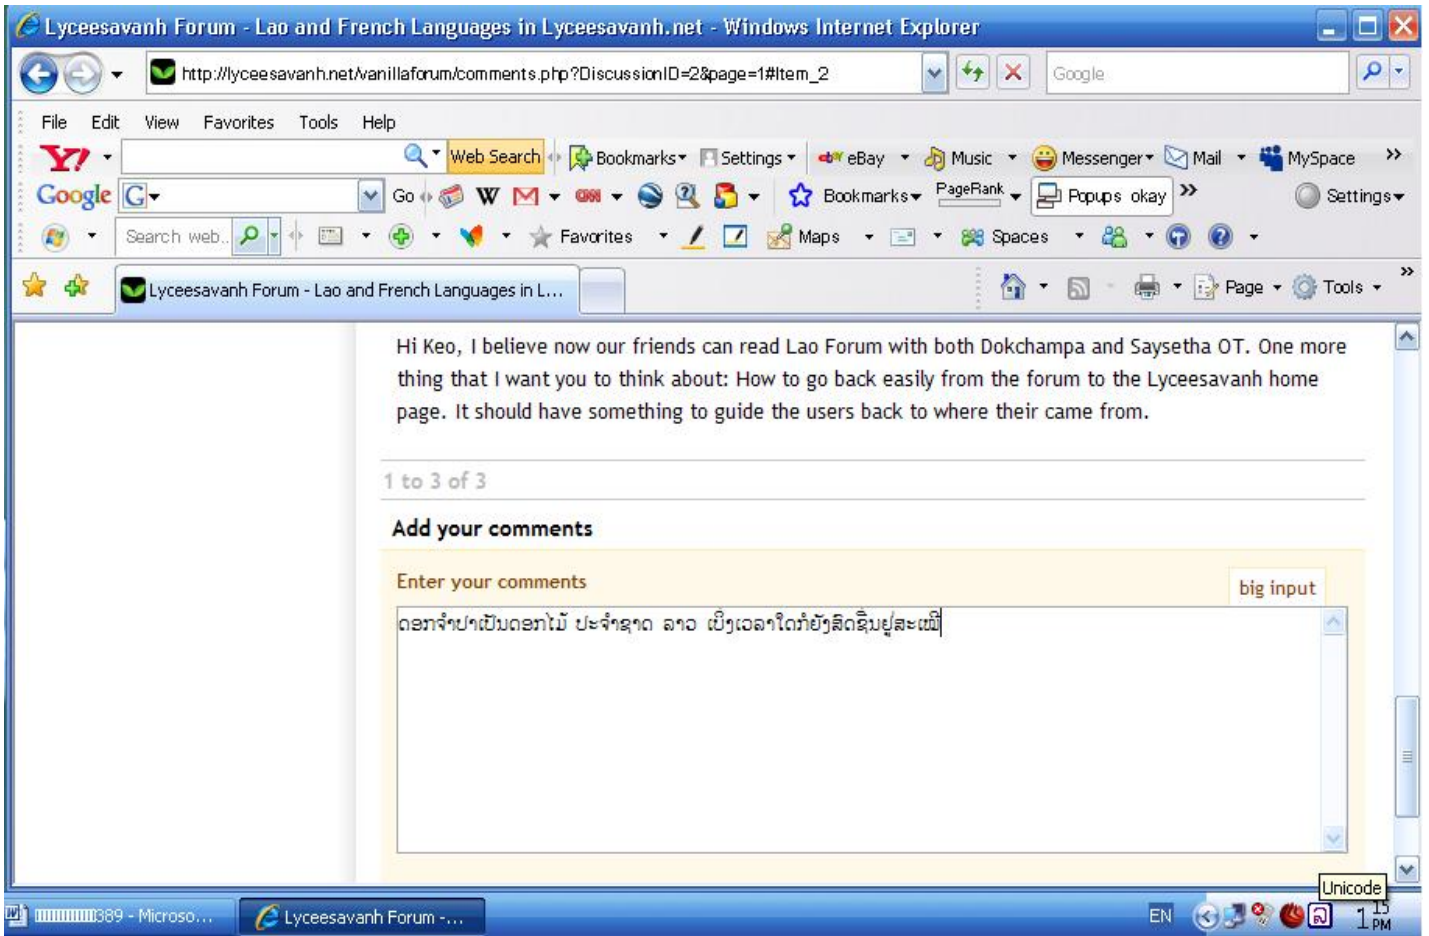 Lyceesavanh Forum - Lao and French Languages in Lyceesavanh.net - Windows Internet Explorer
http://lyceesavanh.net/vanillaforum/comments.php?DiscussionID=2&page=1#Item_2
Google
File Edit View Favorites Tools Help
Y! Web Search Bookmarks Settings eBay Music Messenger Mail MySpace »
Google G Go W CNN Bookmarks PageRank Popups okay » Settings
Search web... Favorites Maps Spaces
Lyceesavanh Forum - Lao and French Languages in L... Page Tools »
Hi Keo, I believe now our friends can read Lao Forum with both Dokchampa and Saysetha OT. One more
thing that I want you to think about: How to go back easily from the forum to the Lyceesavanh home
page. It should have something to guide the users back to where their came from.
1 to 3 of 3
Add your comments
Enter your comments
big input
ດອກຈຳປາເປັນດອກໄມ້ ປະຈຳຊາດ ລາວ ເບິ່ງເວລາໃດກໍຍັງສົດຊື່ນຢູ່ສະເໝີ
Unicode
389 - Microso... Lyceesavanh Forum -... EN ລ 1 15 PM